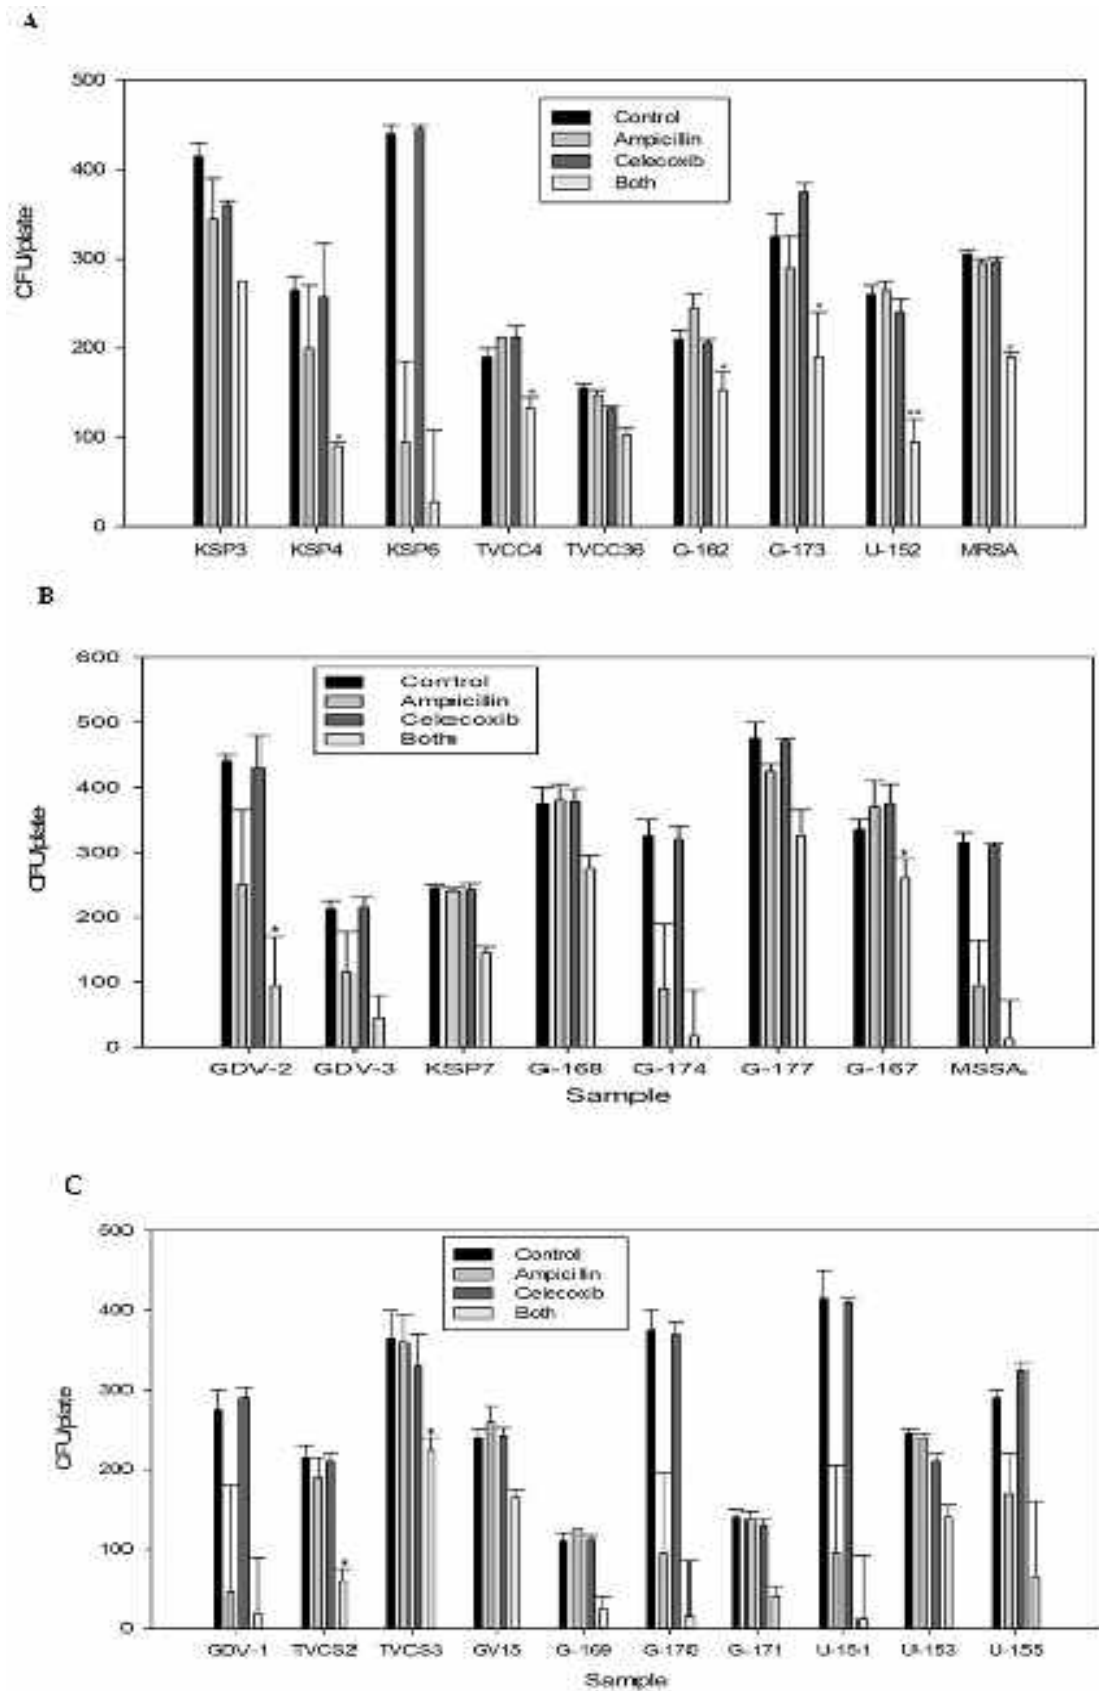 A
500
400
300
200
100
0
CFU/plate
Control
Ampicillin
Celecoxib
Both
* * * * ** *
KSP3 KSP4 KSP6 TVCC4 TVCC36 G-162 G-173 U-152 MRSA
B
600
500
400
300
200
100
0
CFU/plate
Control
Ampicillin
Celecoxib
Both
* *
GDV-2 GDV-3 KSP7 G-168 G-174 G-177 G-167 MSSA
Sample
C
500
400
300
200
100
0
CFU/plate
Control
Ampicillin
Celecoxib
Both
* *
GDV-1 TVCS2 TVCS3 GV15 G-169 G-170 G-171 U-151 U-153 U-155
Sample